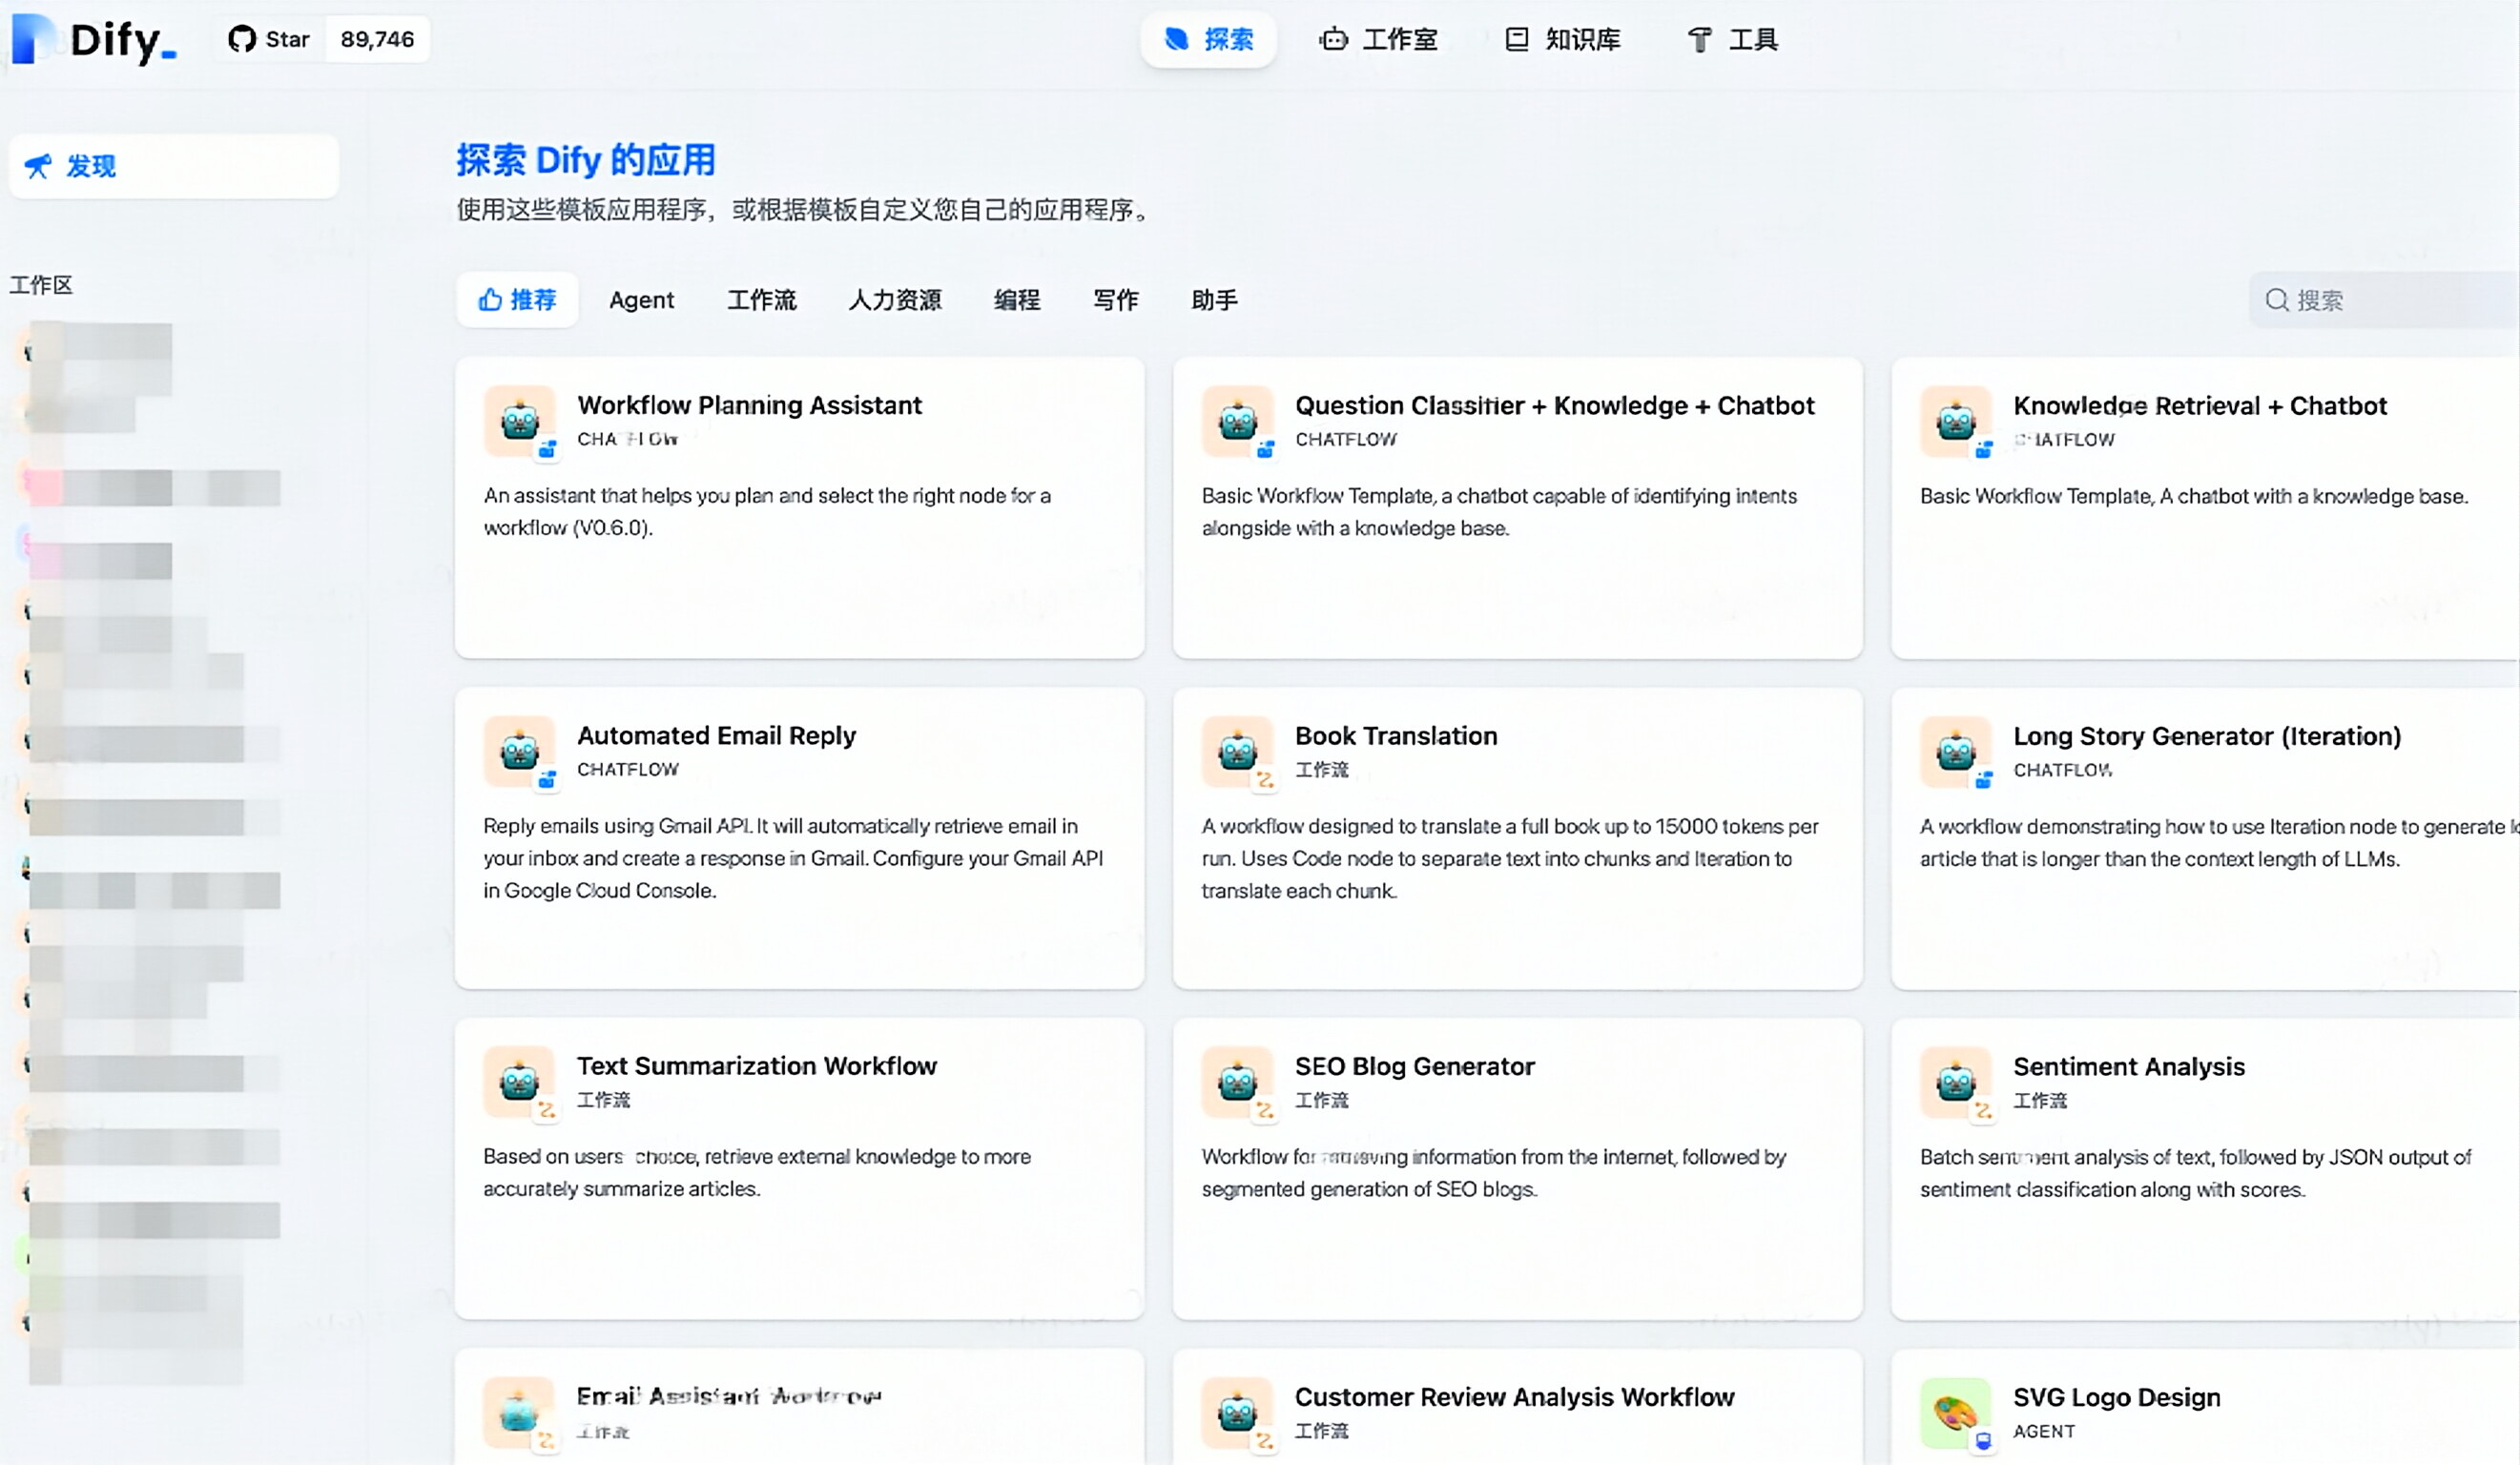 Dify_
Star 89,746
探索 工作室 知识库 工具
发现
探索 Dify 的应用
使用这些模板应用程序，或根据模板自定义您自己的应用程序。
工作区
推荐 Agent 工作流 人力资源 编程 写作 助手
搜索
Workflow Planning Assistant
An assistant that helps you plan and select the right node for a
workflow (V0.6.0).
Question Classifier + Knowledge + Chatbot
CHATFLOW
Basic Workflow Template, a chatbot capable of identifying intents
alongside with a knowledge base.
Knowledge Retrieval + Chatbot
CHATFLOW
Basic Workflow Template, A chatbot with a knowledge base.
Automated Email Reply
CHATFLOW
Reply emails using Gmail API. It will automatically retrieve email in
your inbox and create a response in Gmail. Configure your Gmail API
in Google Cloud Console.
Book Translation
工作流
A workflow designed to translate a full book up to 15000 tokens per
run. Uses Code node to separate text into chunks and Iteration to
translate each chunk.
Long Story Generator (Iteration)
CHATFLOW
A workflow demonstrating how to use Iteration node to generate
article that is longer than the context length of LLMs.
Text Summarization Workflow
工作流
Based on users choice, retrieve external knowledge to more
accurately summarize articles.
SEO Blog Generator
工作流
Workflow for retrieving information from the internet, followed by
segmented generation of SEO blogs.
Sentiment Analysis
工作流
Batch sentiment analysis of text, followed by JSON output of
sentiment classification along with scores.
Email Assistant
工作流
Customer Review Analysis Workflow
工作流
SVG Logo Design
AGENT